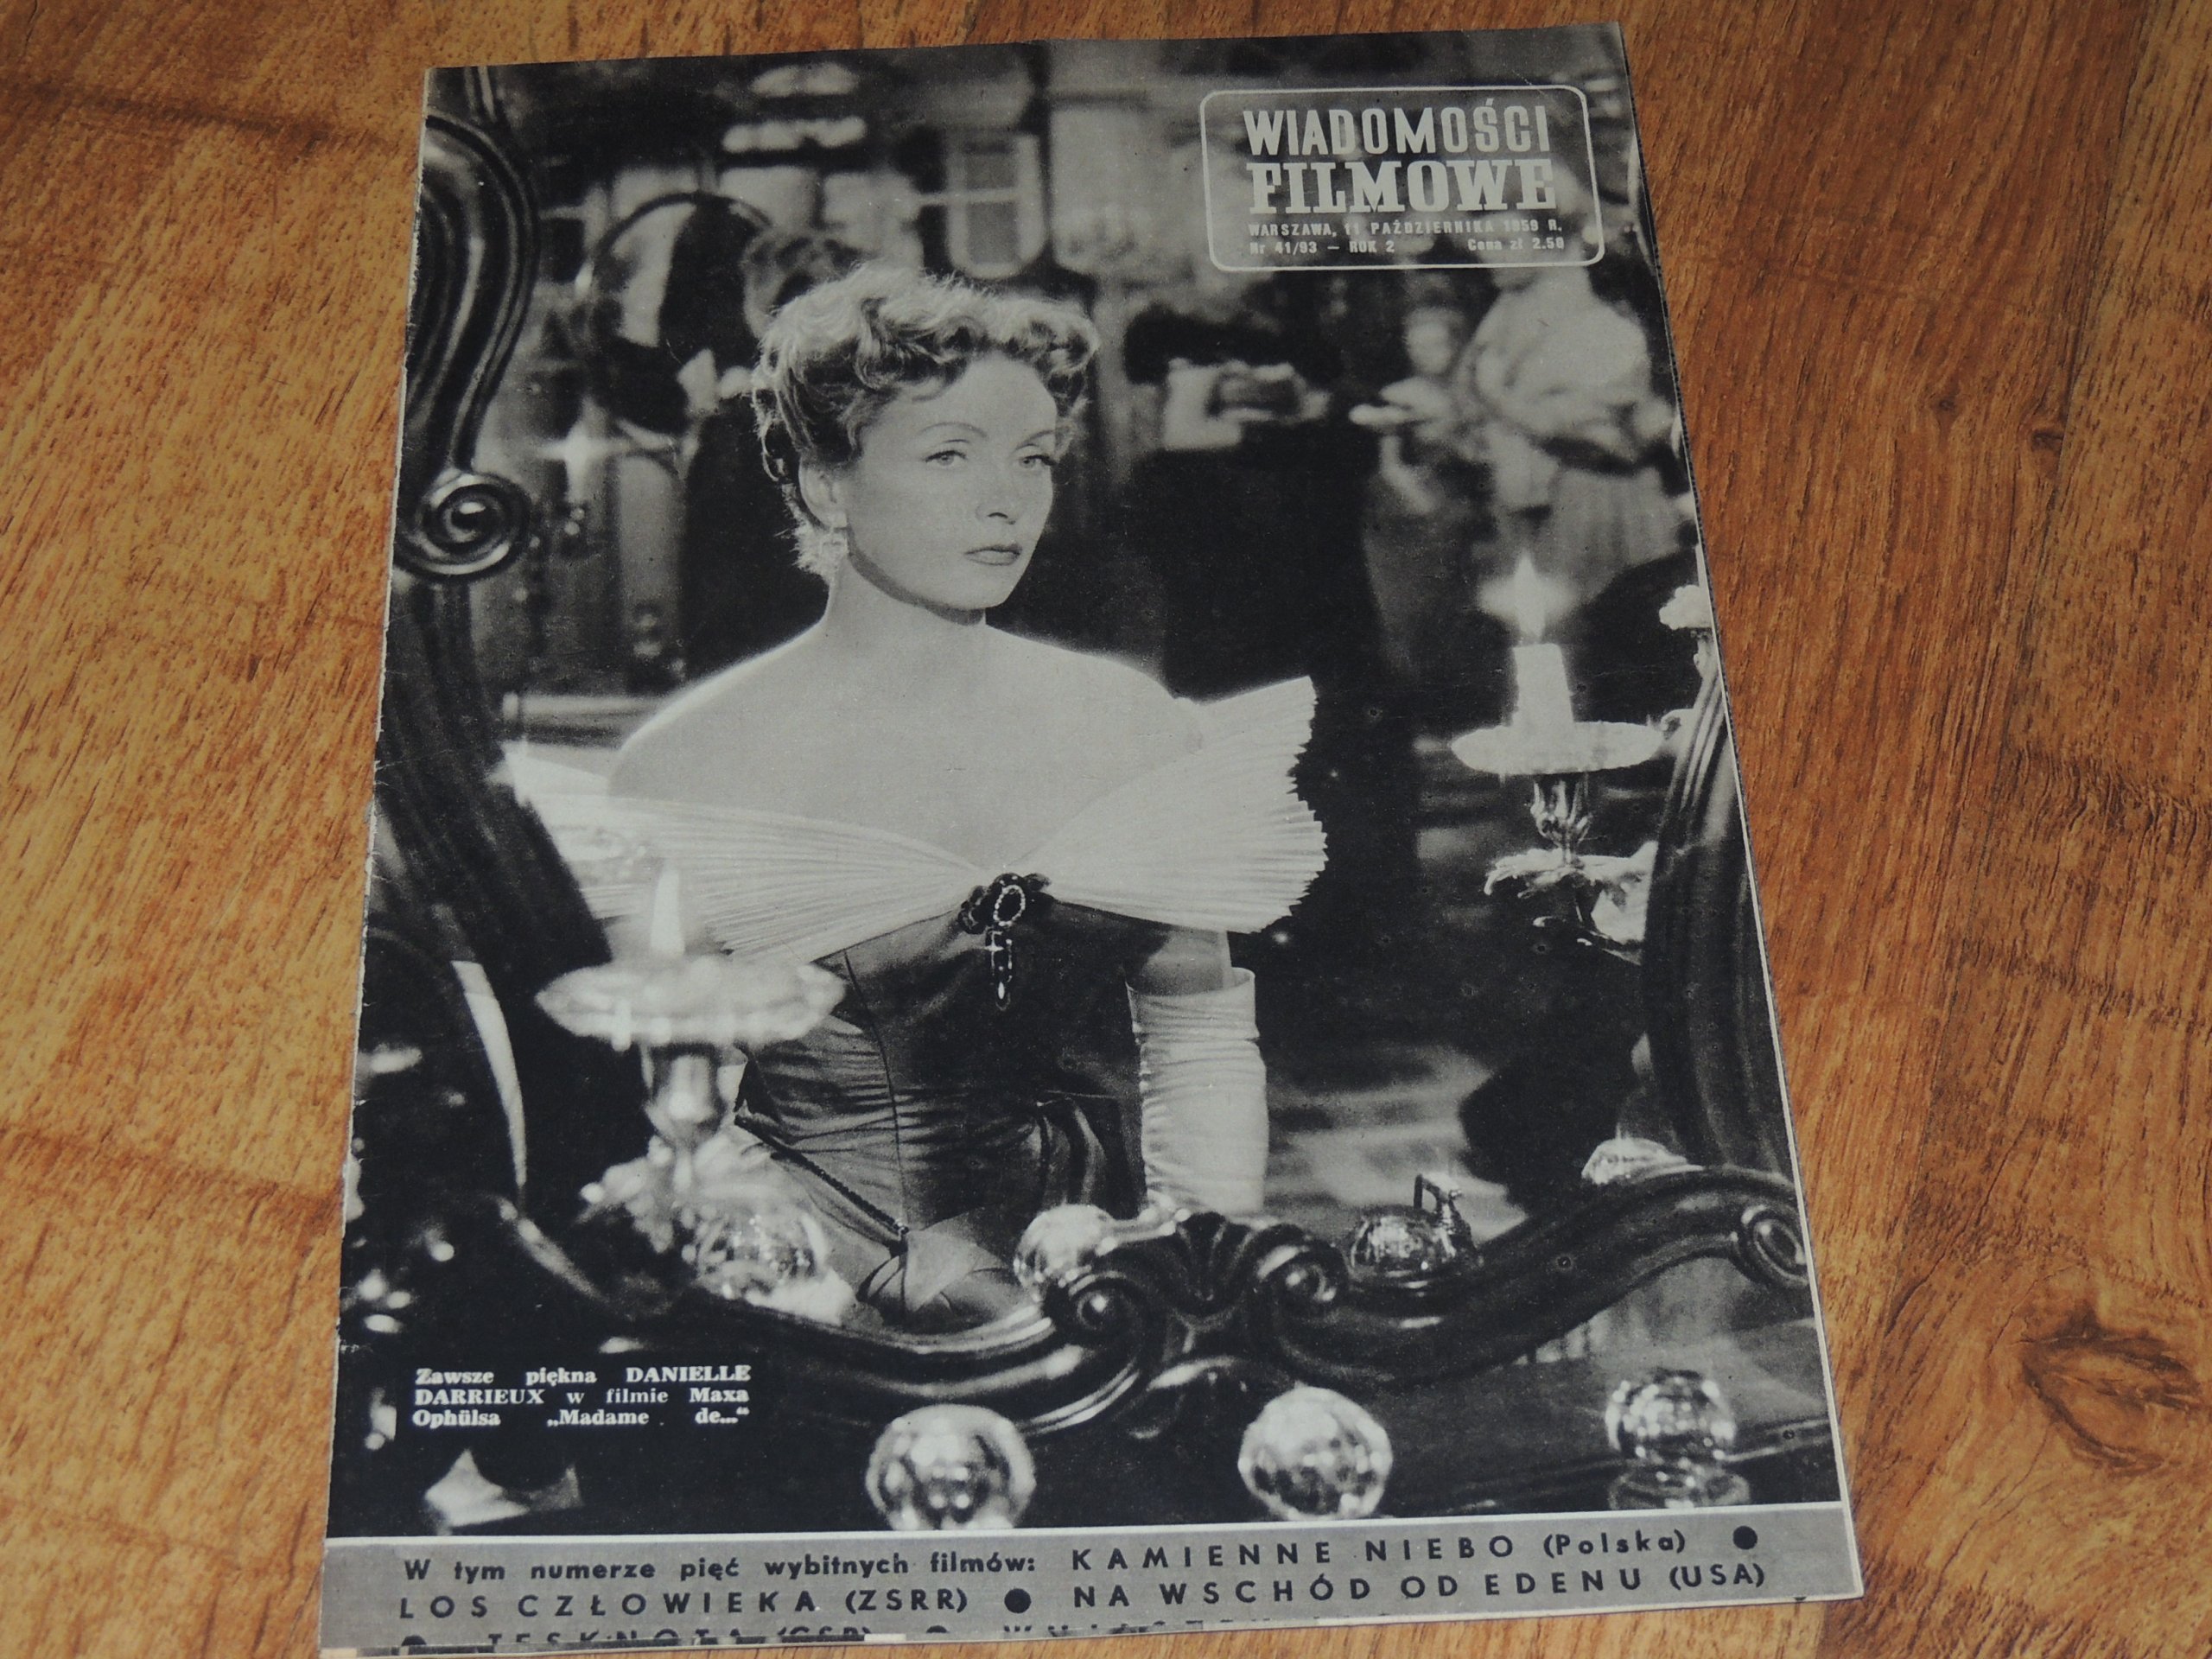 WIADOMOŚCI
FILMOWE
WARSZAWA, 11 PAŹDZIERNIKA 1959 R.
Nr 41/93 — ROK 2 Cena zł 2.50
Zawsze piękna DANIELLE
DARRIEUX w filmie Maxa
Ophülsa „Madame de...“
W tym numerze pięć wybitnych filmów: KAMIENNE NIEBO (Polska) ●
LOS CZŁOWIEKA (ZSRR) ● NA WSCHÓD OD EDENU (USA)
● TĘSKNOTA (CSR) ●